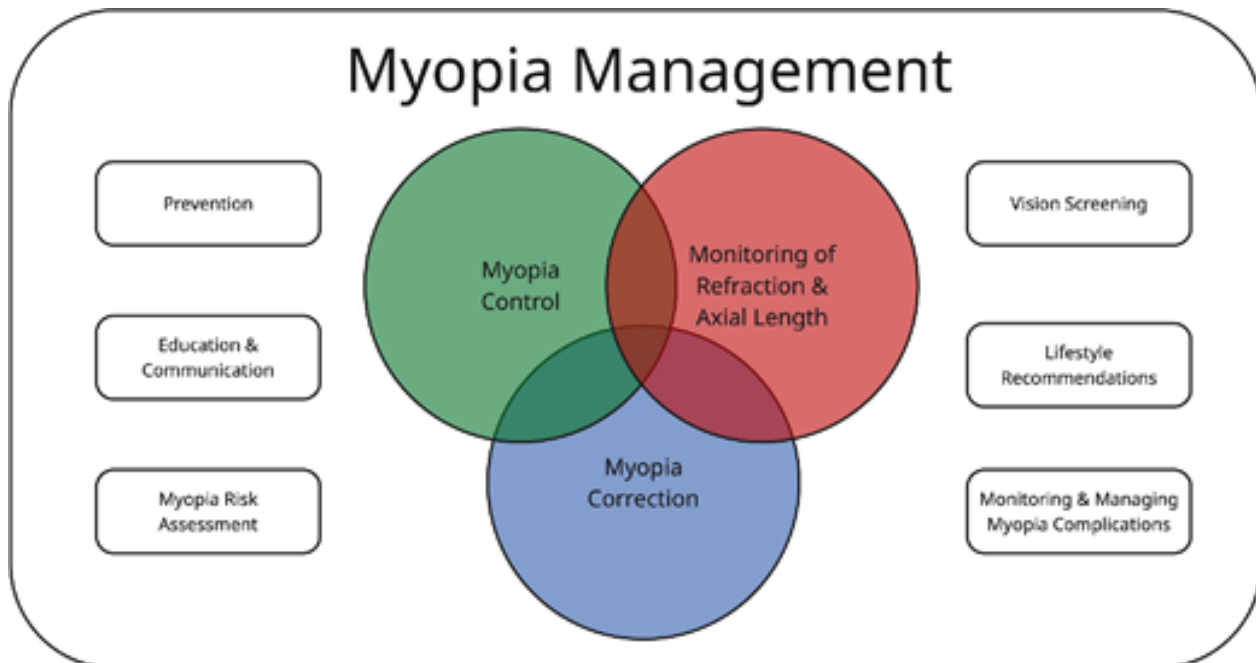 Myopia Management
Prevention
Education &
Communication
Myopia Risk
Assessment
Myopia
Control
Monitoring of
Refraction &
Axial Length
Myopia
Correction
Vision Screening
Lifestyle
Recommendations
Monitoring & Managing
Myopia Complications